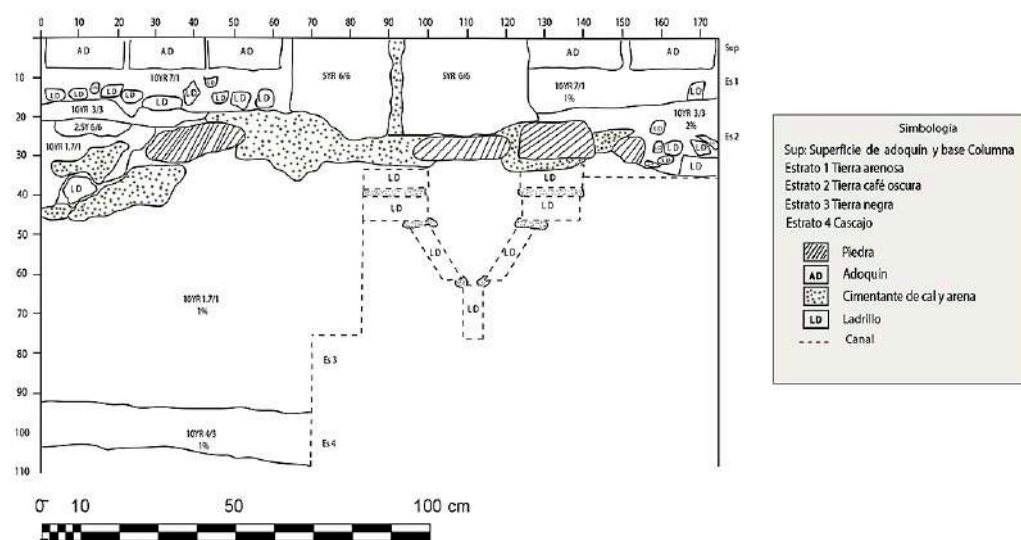 0 10 20 30 40 50 60 70 80 90 100 110 120 130 140 150 160 170
AD AD AD AD AD Sup
5YR 6/6 5YR 6/6
10 10YR 7/1 LD 10YR 7/1 Es 1
1% LD
LD LD LD LD LD LD LD LD LD LD
10YR 3/3 10YR 3/3
20 2%
2.5Y 6/6 LD Es 2
10YR 1.7/1 LD LD LD
30 LD
LD LD
40 LD
LD LD
50
LD LD
60
LD
70 10YR 1.7/1
1%
80 Es 3
90
100 10YR 4/3 Es 4
1%
110
Simbología
Sup: Superficie de adoquín y base Columna
Estrato 1 Tierra arenosa
Estrato 2 Tierra café oscura
Estrato 3 Tierra negra
Estrato 4 Cascajo
Piedra
AD Adoquín
Cimentante de cal y arena
LD Ladrillo
Canal
0 10 50 100 cm